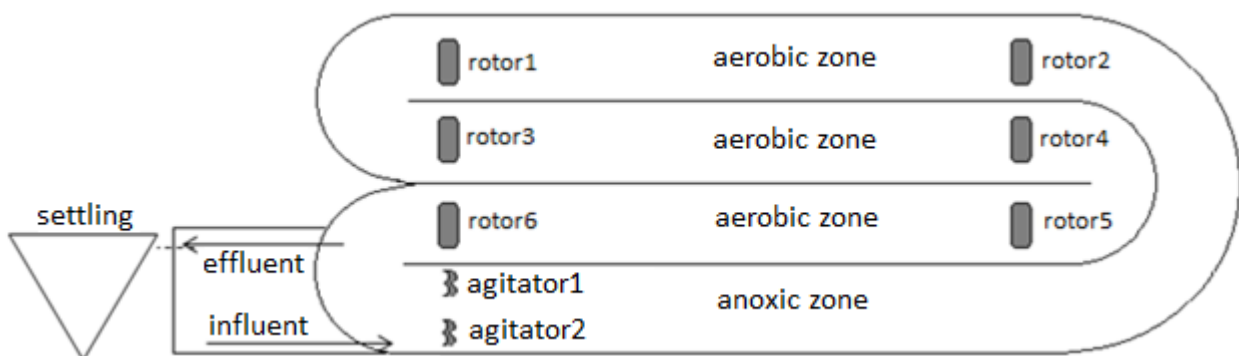 rotor1 aerobic zone rotor2
rotor3 aerobic zone rotor4
settling rotor6 aerobic zone rotor5
effluent
agitator1
anoxic zone
influent
agitator2